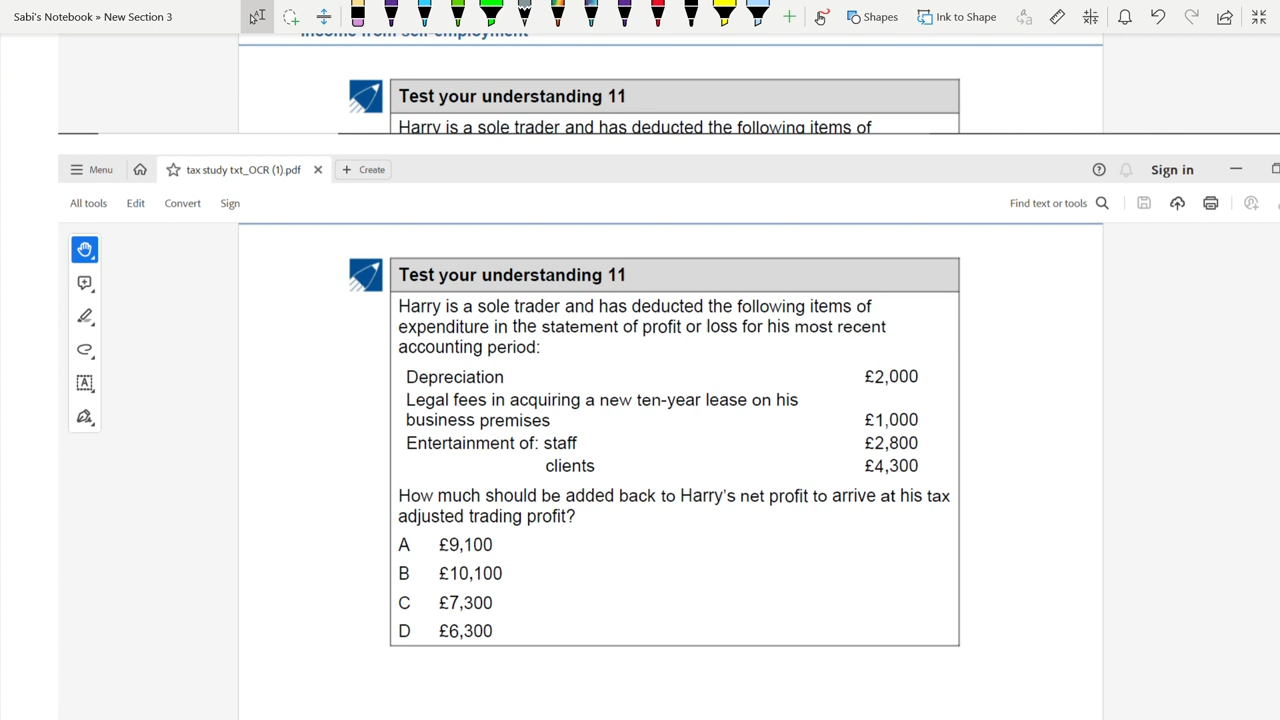 Sabi's Notebook » New Section 3
Shapes
Ink to Shape
Income from self-employment
Test your understanding 11
Harry is a sole trader and has deducted the following items of
Menu
tax study txt_OCR (1).pdf
Create
Sign in
All tools
Edit
Convert
Sign
Find text or tools
Test your understanding 11
Harry is a sole trader and has deducted the following items of
expenditure in the statement of profit or loss for his most recent
accounting period:
Depreciation £2,000
Legal fees in acquiring a new ten-year lease on his
business premises £1,000
Entertainment of: staff £2,800
clients £4,300
How much should be added back to Harry's net profit to arrive at his tax
adjusted trading profit?
A £9,100
B £10,100
C £7,300
D £6,300